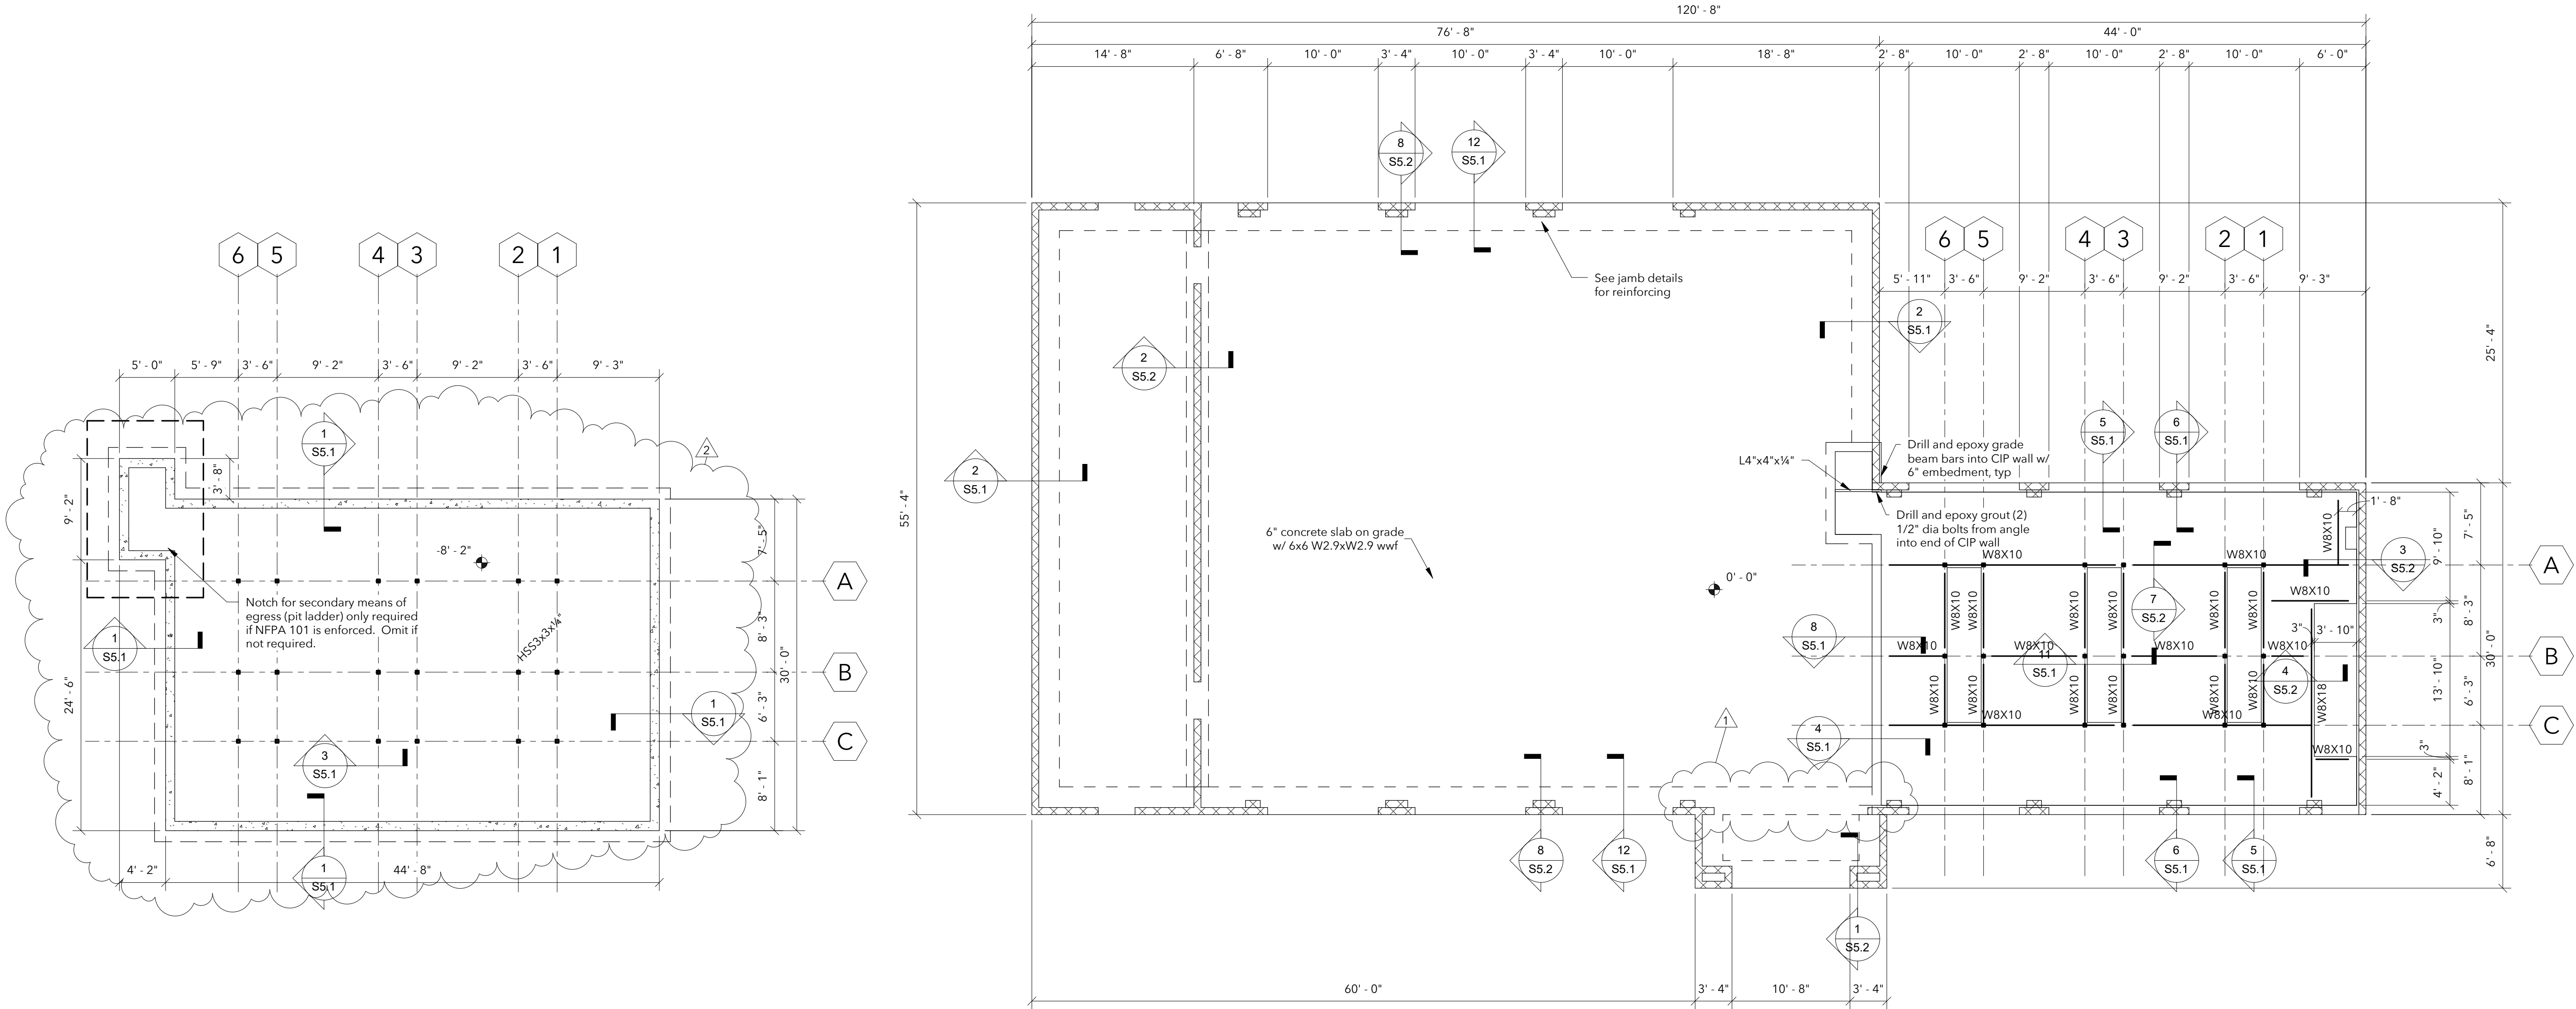 120' - 8"
76' - 8"
44' - 0"
14' - 8"
6' - 8"
10' - 0"
3' - 4"
10' - 0"
3' - 4"
10' - 0"
18' - 8"
2' - 8"
10' - 0"
2' - 8"
10' - 0"
2' - 8"
10' - 0"
6' - 0"
8
S5.2
12
S5.1
6
5
4
3
2
1
5' - 0"
5' - 9"
3' - 6"
9' - 2"
3' - 6"
9' - 2"
3' - 6"
9' - 3"
1
S5.1
2
3' - 8"
9' - 2"
24' - 6"
-8' - 2"
7' - 5"
8' - 3"
6' - 3"
8' - 1"
30' - 0"
A
B
C
Notch for secondary means of
egress (pit ladder) only required
if NFPA 101 is enforced. Omit if
not required.
HSS3x3x¼"
1
S5.1
1
S5.1
3
S5.1
1
S5.1
4' - 2"
44' - 8"
55' - 4"
See jamb details
for reinforcing
2
S5.2
2
S5.1
2
S5.1
6" concrete slab on grade
w/ 6x6 W2.9xW2.9 wwf
0' - 0"
6
5
4
3
2
1
5' - 11"
3' - 6"
9' - 2"
3' - 6"
9' - 2"
3' - 6"
9' - 3"
25' - 4"
5
S5.1
6
S5.1
L4"x4"x¼"
Drill and epoxy grade
beam bars into CIP wall w/
6" embedment, typ
Drill and epoxy grout (2)
1/2" dia bolts from angle
into end of CIP wall
W8X10
W8X10
W8X10
1' - 8"
3
S5.2
W8X10
7
S5.2
W8X10
W8X10
W8X10
W8X10
W8X10
W8X10
8
S5.1
W8X10
W8X10
W8X10
W8X10
11
S5.1
3"
3' - 10"
4
S5.2
W8X10
W8X10
W8X10
W8X10
W8X10
W8X10
W8X18
W8X10
W8X10
W8X10
9' - 10"
3"
13' - 10"
3"
4' - 2"
7' - 5"
8' - 3"
6' - 3"
8' - 1"
30' - 0"
6' - 8"
A
B
C
4
S5.1
1
8
S5.2
12
S5.1
6
S5.1
5
S5.1
1
S5.2
60' - 0"
3' - 4"
10' - 8"
3' - 4"